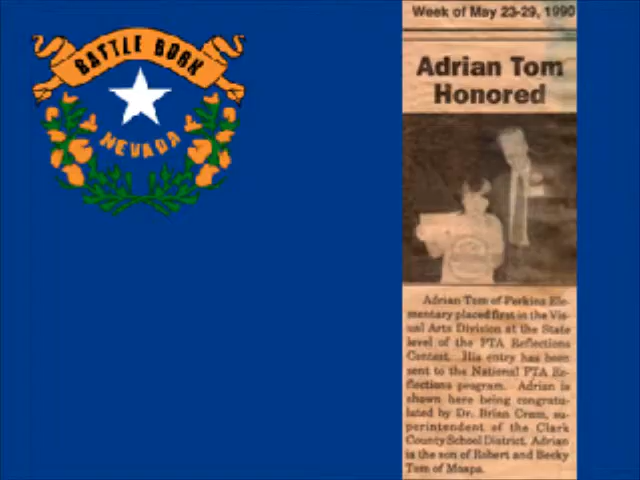 BATTLE BORN
NEVADA
Week of May 23-29, 1990
Adrian Tom
Honored
Adrian Tom of Perkins Ele-
mentary placed first in the Vis-
ual Arts Division at the State
level of the PTA Reflections
Contest. His entry has been
sent to the National PTA Re-
flections program. Adrian is
shown here being congratu-
lated by Dr. Brian Cram, su-
perintendent of the Clark
County School District. Adrian
is the son of Robert and Becky
Tom of Moapa.